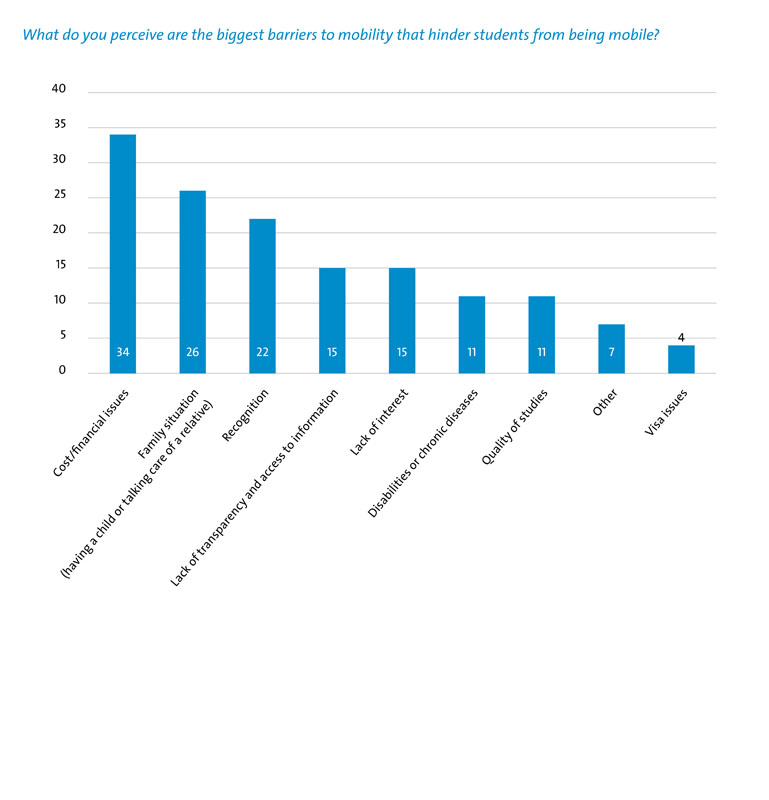 What do you perceive are the biggest barriers to mobility that hinder students from being mobile?
40
35
30
25
20
15
10
5
0
34
26
22
15
15
11
11
7
4
Cost/financial issues
Family situation
(having a child or talking care of a relative)
Recognition
Lack of transparency and access to information
Lack of interest
Disabilities or chronic diseases
Quality of studies
Other
Visa issues